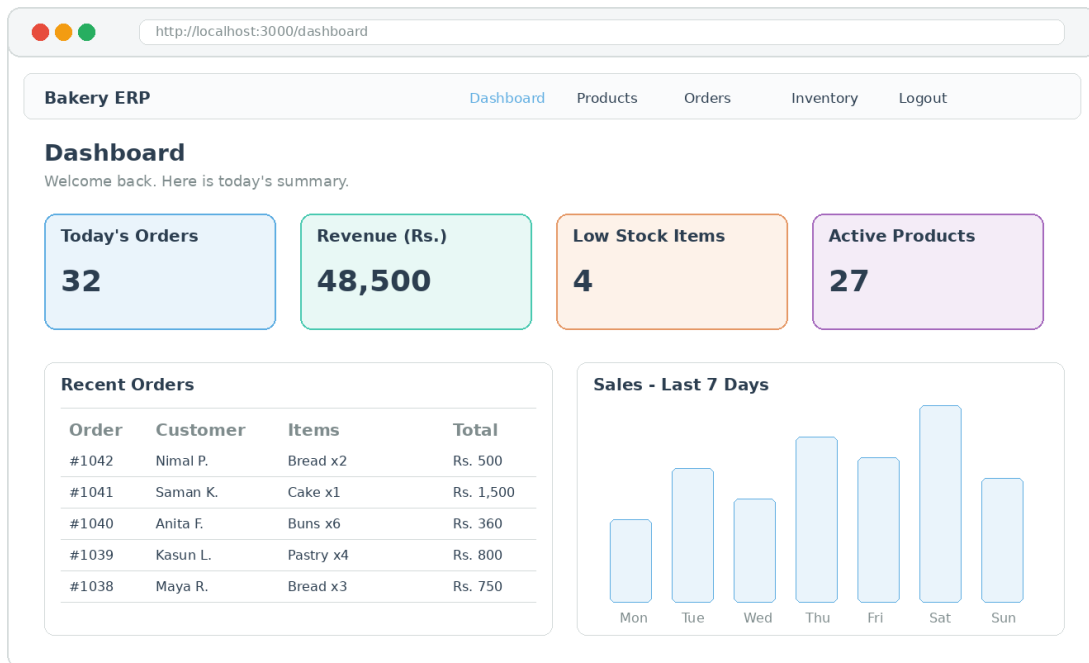 http://localhost:3000/dashboard
Bakery ERP Dashboard Products Orders Inventory Logout
Dashboard
Welcome back. Here is today's summary.
Today's Orders
32
Revenue (Rs.)
48,500
Low Stock Items
4
Active Products
27
Recent Orders
Order Customer Items Total
#1042 Nimal P. Bread x2 Rs. 500
#1041 Saman K. Cake x1 Rs. 1,500
#1040 Anita F. Buns x6 Rs. 360
#1039 Kasun L. Pastry x4 Rs. 800
#1038 Maya R. Bread x3 Rs. 750
Sales - Last 7 Days
Mon Tue Wed Thu Fri Sat Sun